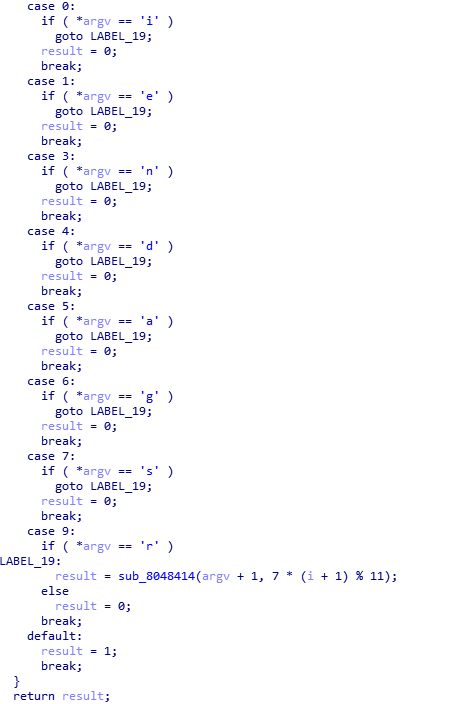 case 0:
if ( *argv == 'i' )
goto LABEL_19;
result = 0;
break;
case 1:
if ( *argv == 'e' )
goto LABEL_19;
result = 0;
break;
case 3:
if ( *argv == 'n' )
goto LABEL_19;
result = 0;
break;
case 4:
if ( *argv == 'd' )
goto LABEL_19;
result = 0;
break;
case 5:
if ( *argv == 'a' )
goto LABEL_19;
result = 0;
break;
case 6:
if ( *argv == 'g' )
goto LABEL_19;
result = 0;
break;
case 7:
if ( *argv == 's' )
goto LABEL_19;
result = 0;
break;
case 9:
if ( *argv == 'r' )
LABEL_19:
result = sub_8048414(argv + 1, 7 * (i + 1) % 11);
else
result = 0;
break;
default:
result = 1;
break;
}
return result;